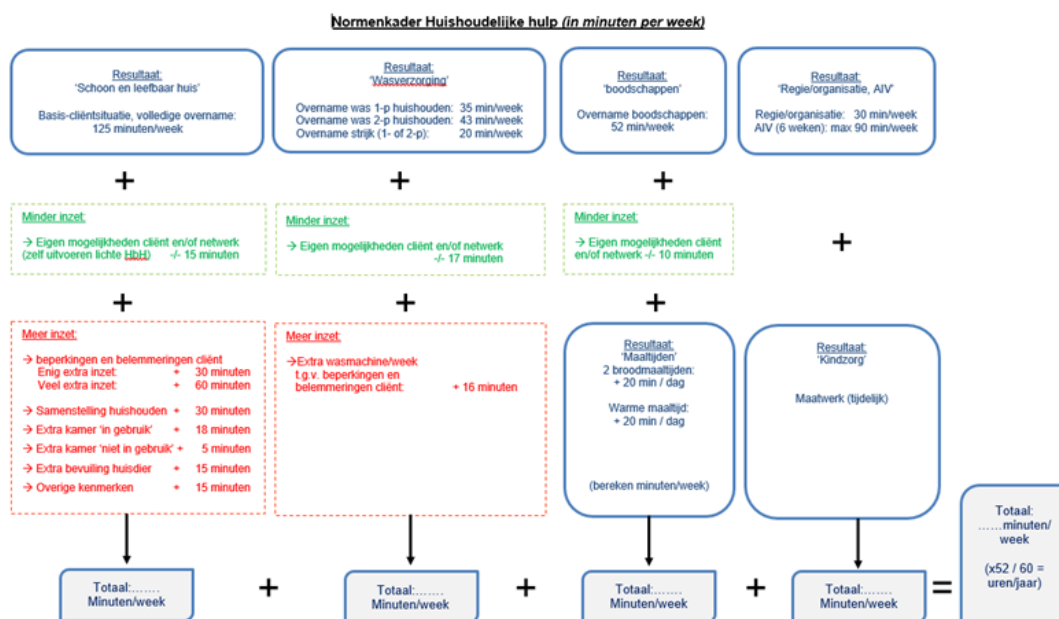 Normenkader Huishoudelijke hulp (in minuten per week)
Resultaat:
'Schoon en leefbaar huis'
Basis-cliëntsituatie, volledige overname:
125 minuten/week
Resultaat:
'Wasverzorging'
Overname was 1-p huishouden: 35 min/week
Overname was 2-p huishouden: 43 min/week
Overname strijk (1- of 2-p): 20 min/week
Resultaat:
'boodschappen'
Overname boodschappen:
52 min/week
Resultaat:
'Regie/organisatie, AIV'
Regie/organisatie: 30 min/week
AIV (6 weken): max 90 min/week
+
+
+
Minder inzet:
→ Eigen mogelijkheden cliënt en/of netwerk
(zelf uitvoeren lichte HbH) -/- 15 minuten
Minder inzet:
→ Eigen mogelijkheden cliënt en/of netwerk
-/- 17 minuten
Minder inzet:
→ Eigen mogelijkheden cliënt
en/of netwerk -/- 10 minuten
+
+
+
+
Meer inzet:
→ beperkingen en belemmeringen cliënt
Enig extra inzet: + 30 minuten
Veel extra inzet: + 60 minuten
→ Samenstelling huishouden + 30 minuten
→ Extra kamer 'in gebruik' + 18 minuten
→ Extra kamer 'niet in gebruik' + 5 minuten
→ Extra bevuiling huisdier + 15 minuten
→ Overige kenmerken + 15 minuten
Meer inzet:
→Extra wasmachine/week
t.g.v. beperkingen en
belemmeringen cliënt: + 16 minuten
Resultaat:
'Maaltijden'
2 broodmaaltijden:
+ 20 min / dag
Warme maaltijd:
+ 20 min / dag
(bereken minuten/week)
Resultaat:
'Kindzorg'
Maatwerk (tijdelijk)
Totaal:.......
Minuten/week
+
Totaal:.......
Minuten/week
+
Totaal:.......
Minuten/week
+
Totaal:.......
Minuten/week
=
Totaal:
......minuten/
week
(x52 / 60 =
uren/jaar)